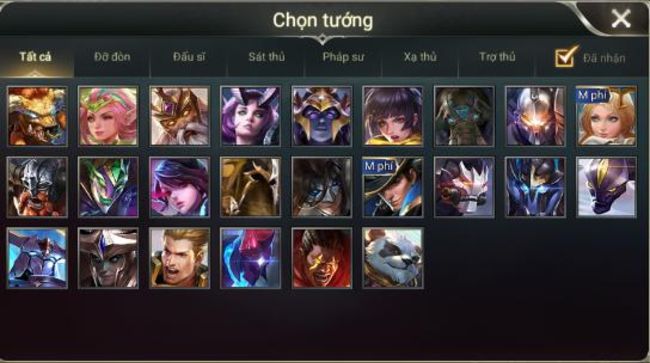 Chọn tướng
Tất cả Đỡ đòn Đấu sĩ Sát thủ Pháp sư Xạ thủ Trợ thủ Đã nhận
M phí
M phí